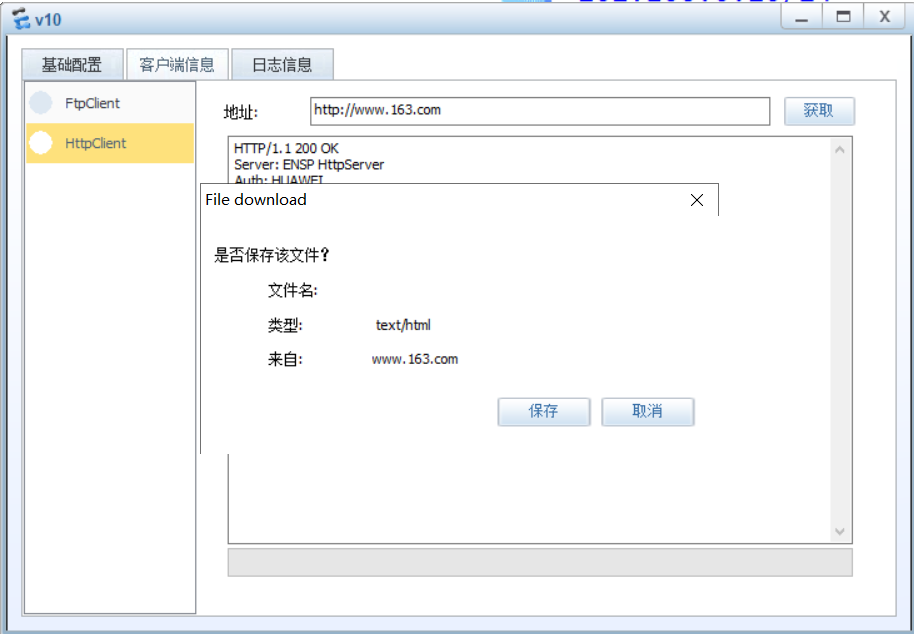 v10
基础配置 客户端信息 日志信息
FtpClient
HttpClient
地址: http://www.163.com 获取
HTTP/1.1 200 OK
Server: ENSP HttpServer
Auth: HUAWEI
File download
是否保存该文件?
文件名:
类型: text/html
来自: www.163.com
保存 取消